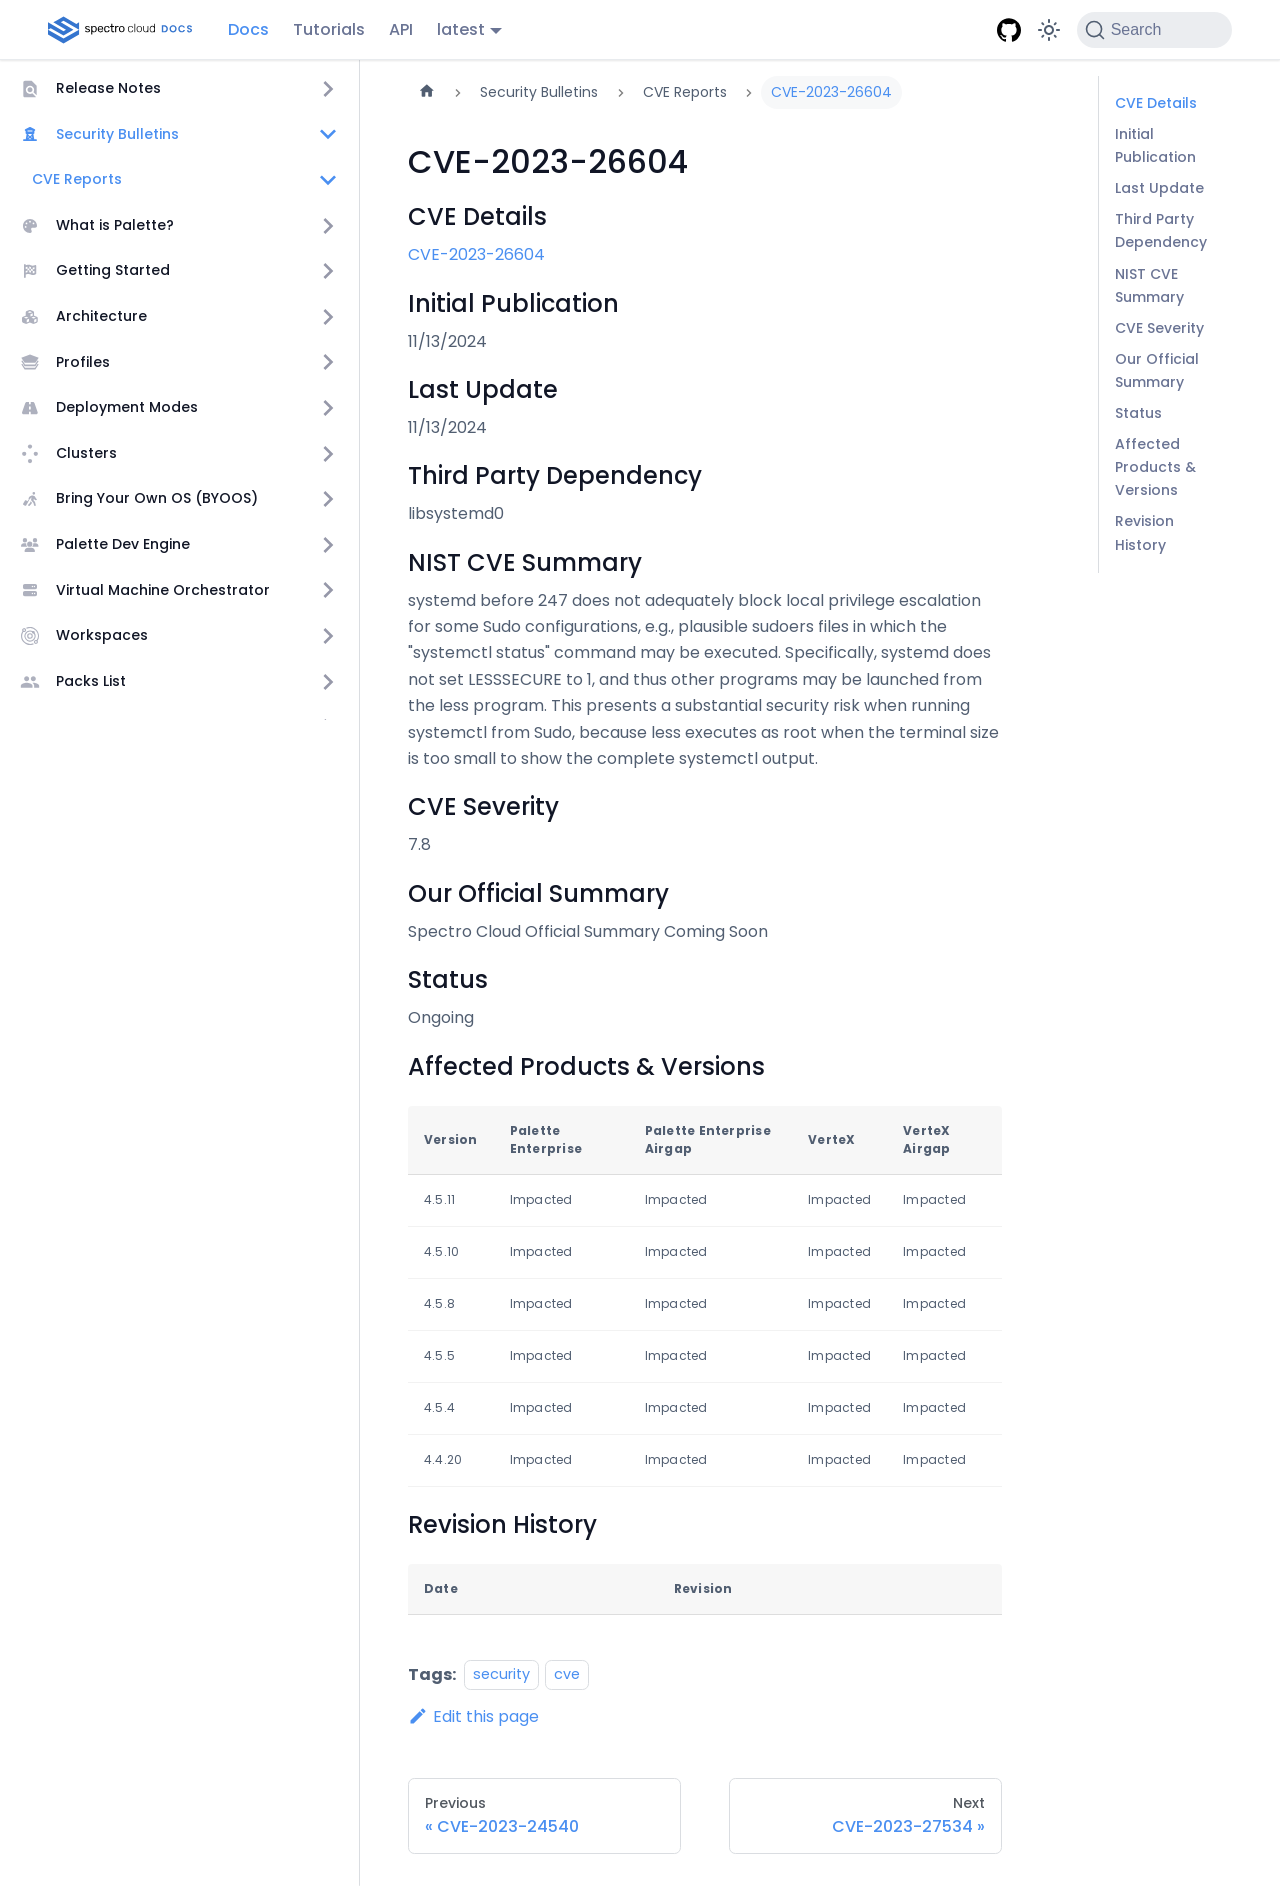 spectro cloud DOCS
Docs
Tutorials
API
latest
Search
Release Notes
Security Bulletins
CVE Reports
What is Palette?
Getting Started
Architecture
Profiles
Deployment Modes
Clusters
Bring Your Own OS (BYOOS)
Palette Dev Engine
Virtual Machine Orchestrator
Workspaces
Packs List
Security Bulletins
CVE Reports
CVE-2023-26604
CVE-2023-26604
CVE Details
CVE-2023-26604
Initial Publication
11/13/2024
Last Update
11/13/2024
Third Party Dependency
libsystemd0
NIST CVE Summary
systemd before 247 does not adequately block local privilege escalation
for some Sudo configurations, e.g., plausible sudoers files in which the
"systemctl status" command may be executed. Specifically, systemd does
not set LESSSECURE to 1, and thus other programs may be launched from
the less program. This presents a substantial security risk when running
systemctl from Sudo, because less executes as root when the terminal size
is too small to show the complete systemctl output.
CVE Severity
7.8
Our Official Summary
Spectro Cloud Official Summary Coming Soon
Status
Ongoing
Affected Products & Versions
Version Palette Enterprise Palette Enterprise Airgap VerteX VerteX Airgap
4.5.11 Impacted Impacted Impacted Impacted
4.5.10 Impacted Impacted Impacted Impacted
4.5.8 Impacted Impacted Impacted Impacted
4.5.5 Impacted Impacted Impacted Impacted
4.5.4 Impacted Impacted Impacted Impacted
4.4.20 Impacted Impacted Impacted Impacted
Revision History
Date Revision
Tags: security cve
Edit this page
Previous
« CVE-2023-24540
Next
CVE-2023-27534 »
CVE Details
Initial
Publication
Last Update
Third Party
Dependency
NIST CVE
Summary
CVE Severity
Our Official
Summary
Status
Affected
Products &
Versions
Revision
History